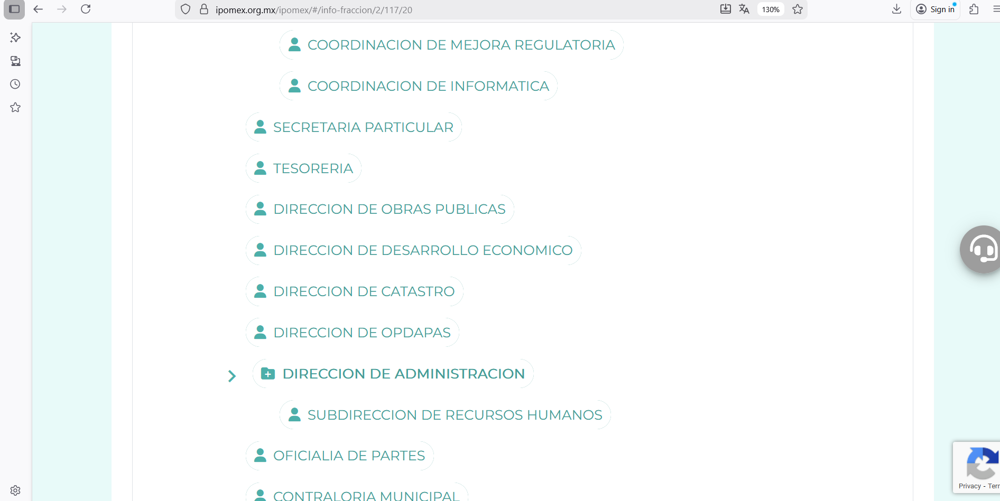 ipomex.org.mx/ipomex/#/info-fraccion/2/117/20
130%
Sign in
COORDINACION DE MEJORA REGULATORIA
COORDINACION DE INFORMATICA
SECRETARIA PARTICULAR
TESORERIA
DIRECCION DE OBRAS PUBLICAS
DIRECCION DE DESARROLLO ECONOMICO
DIRECCION DE CATASTRO
DIRECCION DE OPDAPAS
DIRECCION DE ADMINISTRACION
SUBDIRECCION DE RECURSOS HUMANOS
OFICIALIA DE PARTES
CONTRALORIA MUNICIPAL
Privacy -